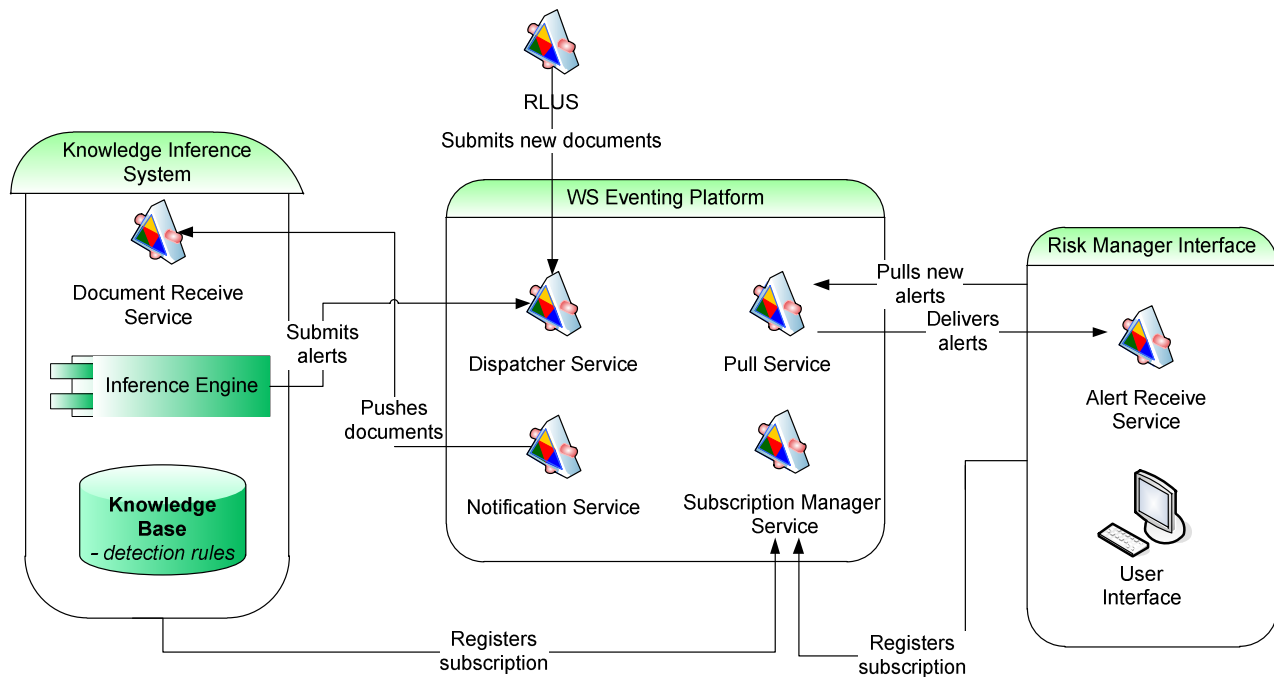 RLUS
Submits new documents
Knowledge Inference
System
Document Receive
Service
Submits
alerts
Inference Engine
Pushes
documents
Knowledge
Base
- detection rules
WS Eventing Platform
Dispatcher Service
Pull Service
Notification Service
Subscription Manager
Service
Risk Manager Interface
Pulls new
alerts
Delivers
alerts
Alert Receive
Service
User
Interface
Registers
subscription
Registers
subscription